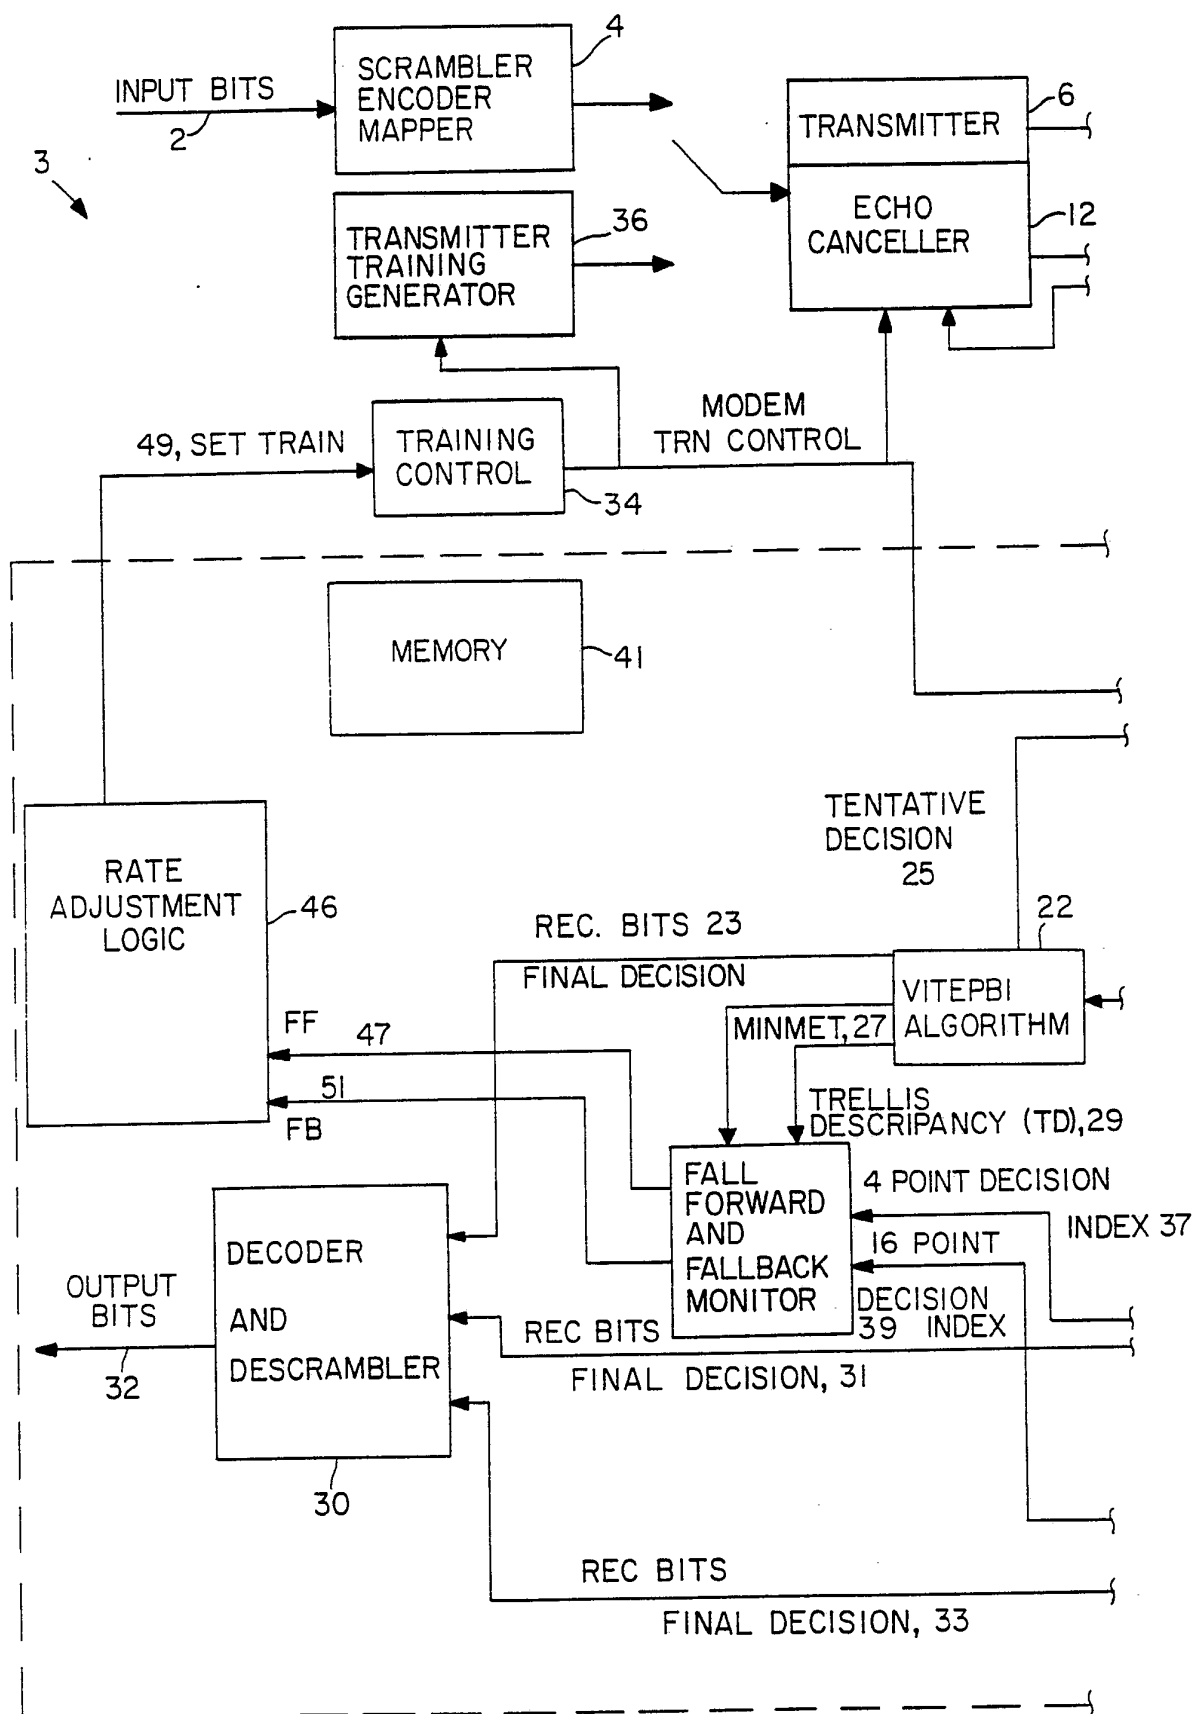 4
SCRAMBLER
ENCODER
MAPPER
INPUT BITS
2
6
TRANSMITTER
3
ECHO
CANCELLER
12
36
TRANSMITTER
TRAINING
GENERATOR
MODEM
TRN CONTROL
49, SET TRAIN
TRAINING
CONTROL
34
MEMORY
41
TENTATIVE
DECISION
25
RATE
ADJUSTMENT
LOGIC
46
REC. BITS 23
FINAL DECISION
22
VITEPBI
ALGORITHM
MINMET, 27
FF
47
51
FB
TRELLIS
DESCRIPANCY (TD), 29
FALL
FORWARD
AND
FALLBACK
MONITOR
4 POINT DECISION
INDEX 37
16 POINT
DECISION
39 INDEX
DECODER
AND
DESCRAMBLER
OUTPUT
BITS
32
REC BITS
FINAL DECISION, 31
30
REC BITS
FINAL DECISION, 33